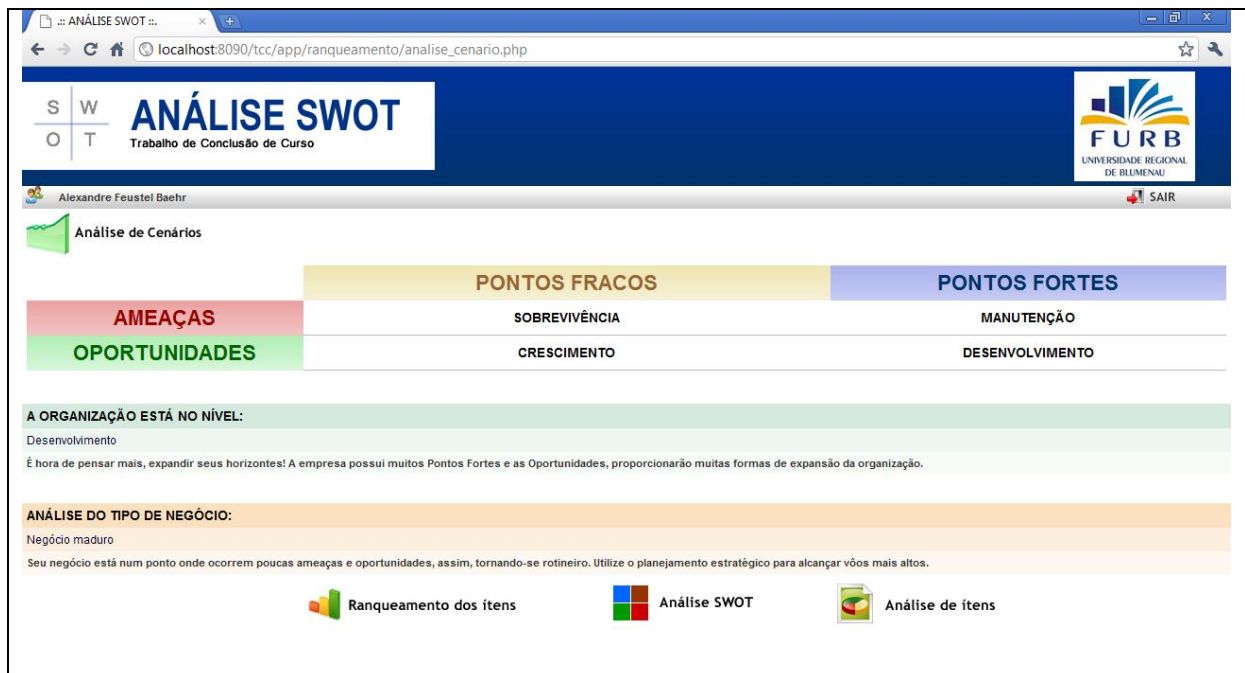 .:: ANÁLISE SWOT ::.
localhost:8090/tcc/app/ranqueamento/analise_cenario.php
S W
O T
ANÁLISE SWOT
Trabalho de Conclusão de Curso
FURB
UNIVERSIDADE REGIONAL
DE BLUMENAU
Alexandre Feustel Baehr
SAIR
Análise de Cenários
PONTOS FRACOS PONTOS FORTES
AMEAÇAS SOBREVIVÊNCIA MANUTENÇÃO
OPORTUNIDADES CRESCIMENTO DESENVOLVIMENTO
A ORGANIZAÇÃO ESTÁ NO NÍVEL:
Desenvolvimento
É hora de pensar mais, expandir seus horizontes! A empresa possui muitos Pontos Fortes e as Oportunidades, proporcionarão muitas formas de expansão da organização.
ANÁLISE DO TIPO DE NEGÓCIO:
Negócio maduro
Seu negócio está num ponto onde ocorrem poucas ameaças e oportunidades, assim, tornando-se rotineiro. Utilize o planejamento estratégico para alcançar vôos mais altos.
Ranqueamento dos ítens Análise SWOT Análise de ítens